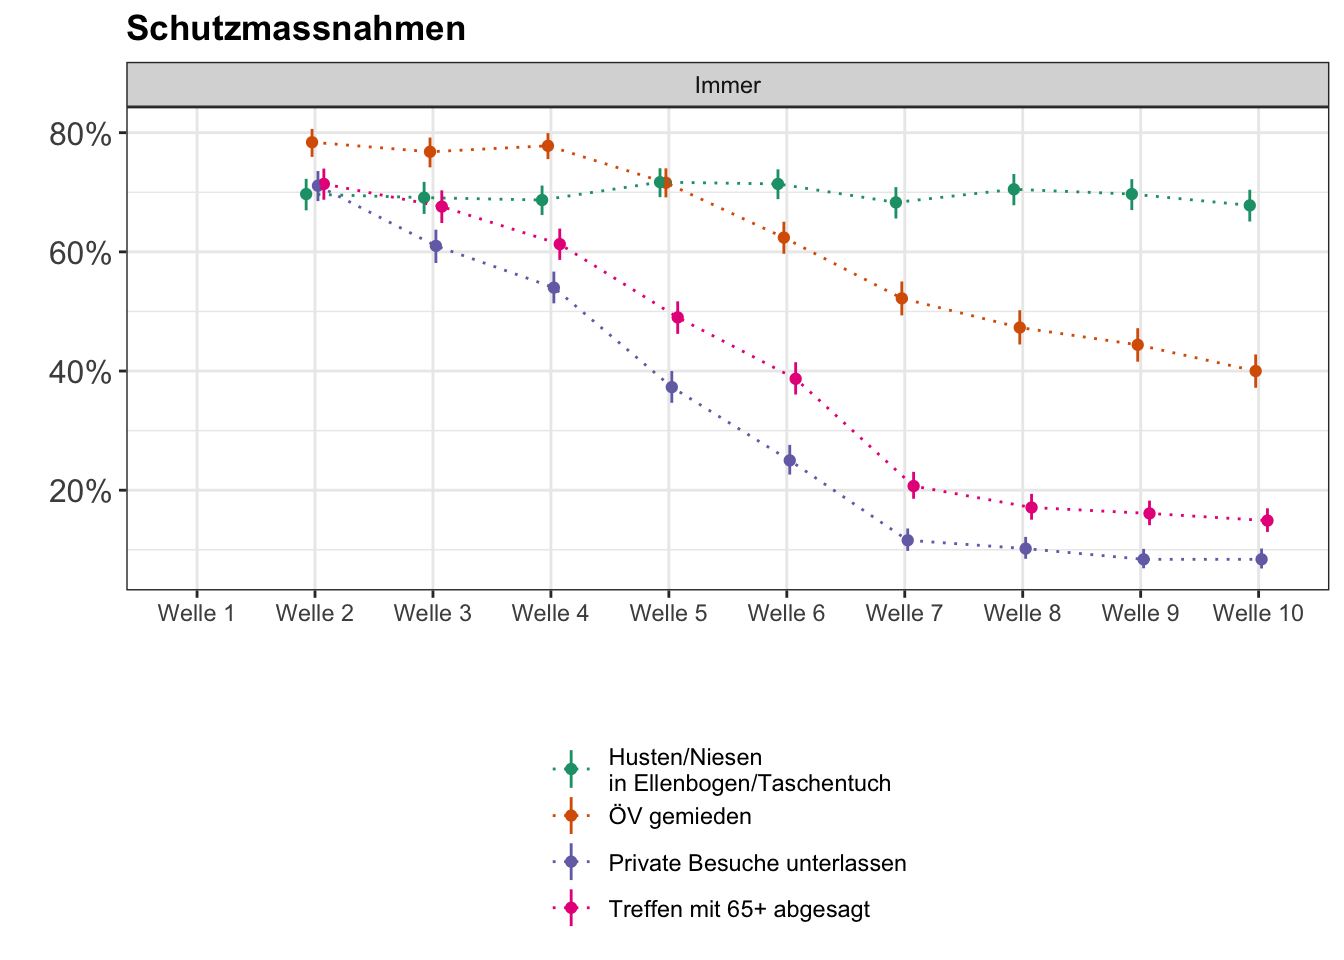 Schutzmassnahmen
Immer
80%
60%
40%
20%
Welle 1 Welle 2 Welle 3 Welle 4 Welle 5 Welle 6 Welle 7 Welle 8 Welle 9 Welle 10
Husten/Niesen
in Ellenbogen/Taschentuch
ÖV gemieden
Private Besuche unterlassen
Treffen mit 65+ abgesagt